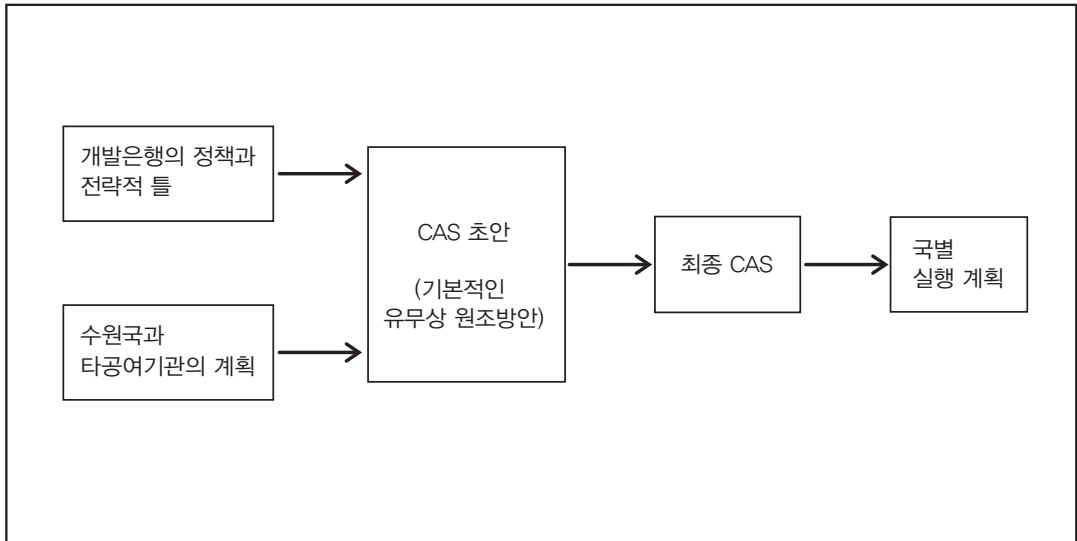 개발은행의 정책과
전략적 틀
수원국과
타공여기관의 계획
CAS 초안
(기본적인
유무상 원조방안)
최종 CAS
국별
실행 계획